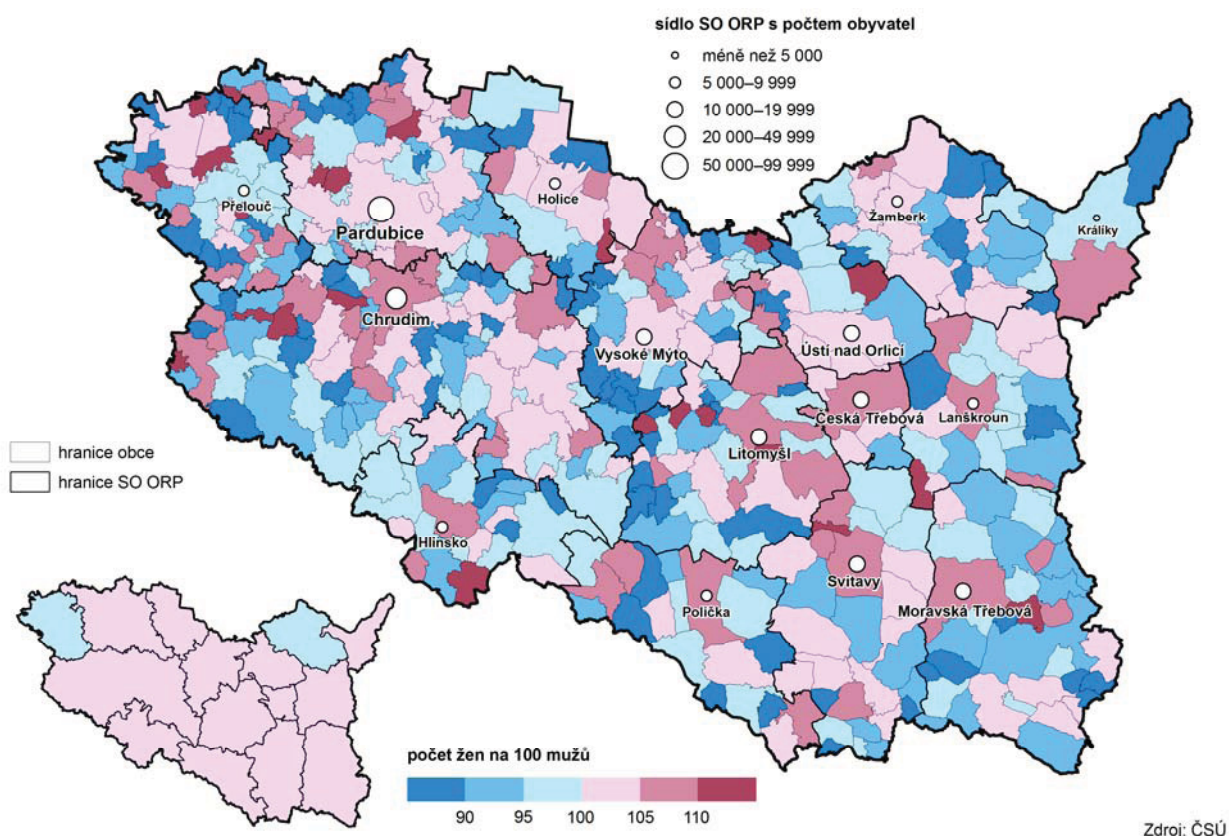 sídlo SO ORP s počtem obyvatel
méně než 5 000
5 000–9 999
10 000–19 999
20 000–49 999
50 000–99 999
Přelouč
Holice
Pardubice
Žamberk
Králíky
Chrudim
Vysoké Mýto
Ústí nad Orlicí
Česká Třebová
Lanškroun
Litomyšl
hranice obce
hranice SO ORP
Hlinsko
Svitavy
Polička
Moravská Třebová
počet žen na 100 mužů
90 95 100 105 110
Zdroj: ČSÚ